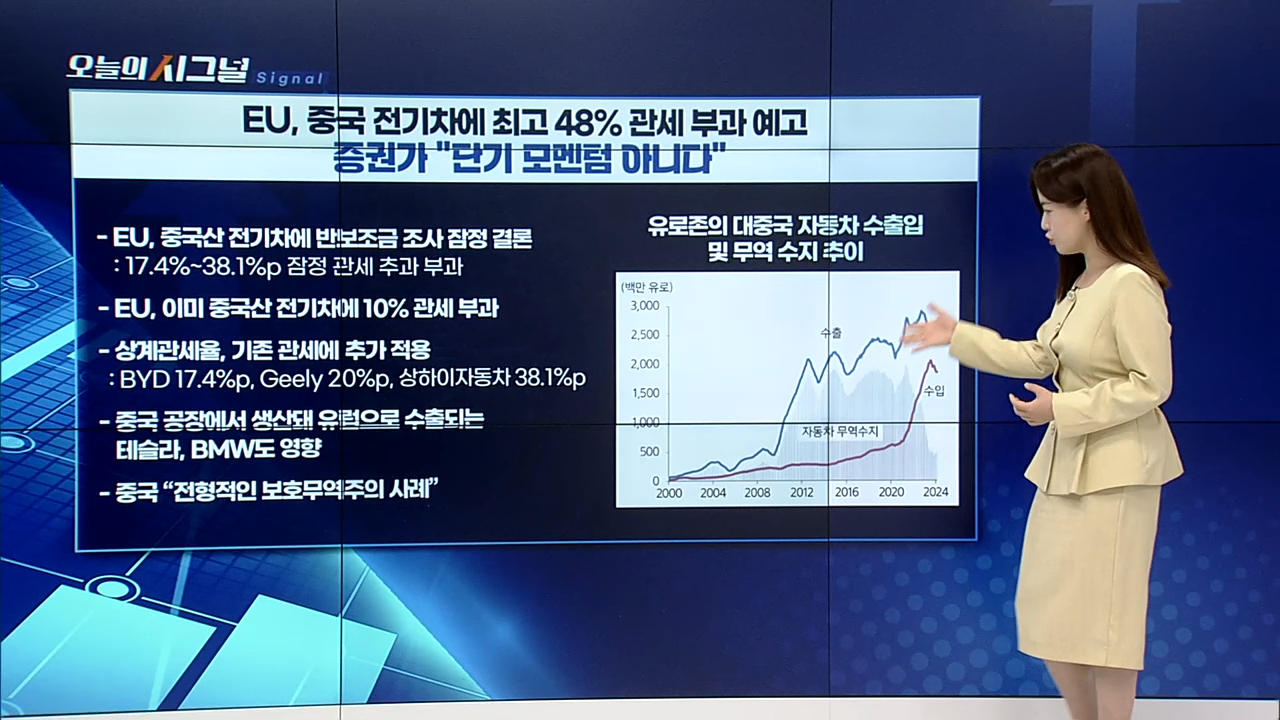 오늘의 시그널 Signal
EU, 중국 전기차에 최고 48% 관세 부과 예고
증권가 "단기 모멘텀 아니다"
- EU, 중국산 전기차에 반보조금 조사 잠정 결론
: 17.4%~38.1%p 잠정 관세 추과 부과
- EU, 이미 중국산 전기차에 10% 관세 부과
- 상계관세율, 기존 관세에 추가 적용
: BYD 17.4%p, Geely 20%p, 상하이자동차 38.1%p
- 중국 공장에서 생산돼 유럽으로 수출되는
테슬라, BMW도 영향
- 중국 “전형적인 보호무역주의 사례”
유로존의 대중국 자동차 수출입
및 무역 수지 추이
(백만 유로)
3,000
2,500
2,000
1,500
1,000
500
0
수출
수입
자동차 무역수지
2000 2004 2008 2012 2016 2020 2024